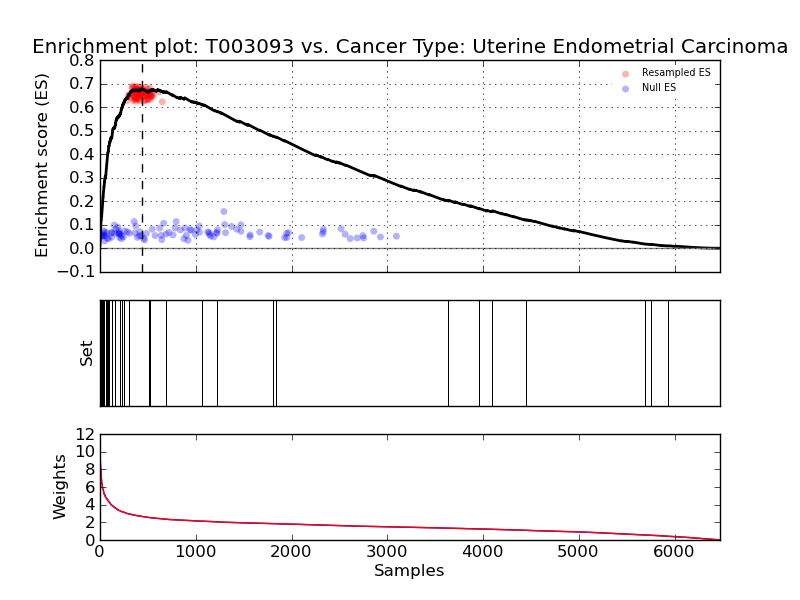 Enrichment plot: T003093 vs. Cancer Type: Uterine Endometrial Carcinoma
0.8
0.7
0.6
0.5
0.4
0.3
0.2
0.1
0.0
−0.1
Enrichment score (ES)
Resampled ES
Null ES
Set
12
10
8
6
4
2
0
Weights
0 1000 2000 3000 4000 5000 6000
Samples